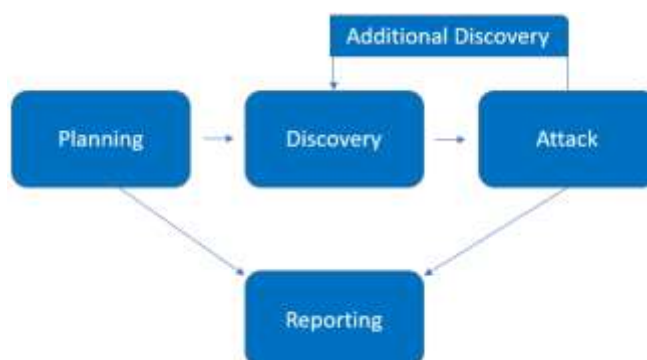 Additional Discovery
Planning
Discovery
Attack
Reporting